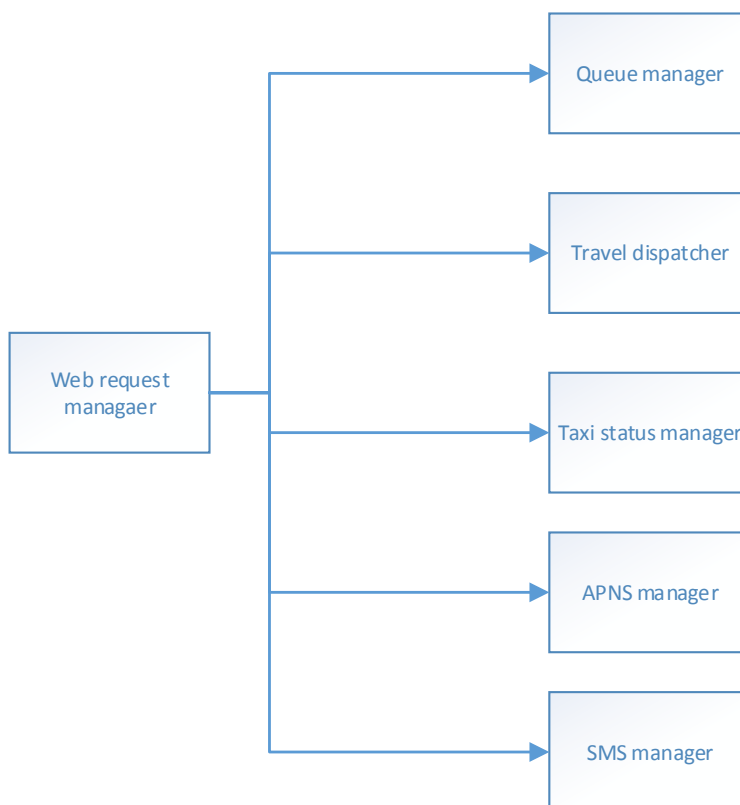 Queue manager
Travel dispatcher
Web request
managaer
Taxi status manager
APNS manager
SMS manager